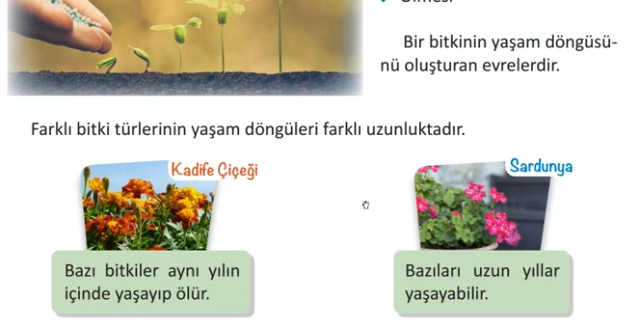 Bir bitkinin yaşam döngüsü-
nü oluşturan evrelerdir.
Farklı bitki türlerinin yaşam döngüleri farklı uzunluktadır.
Kadife Çiçeği
Sardunya
Bazı bitkiler aynı yılın
içinde yaşayıp ölür.
Bazıları uzun yıllar
yaşayabilir.